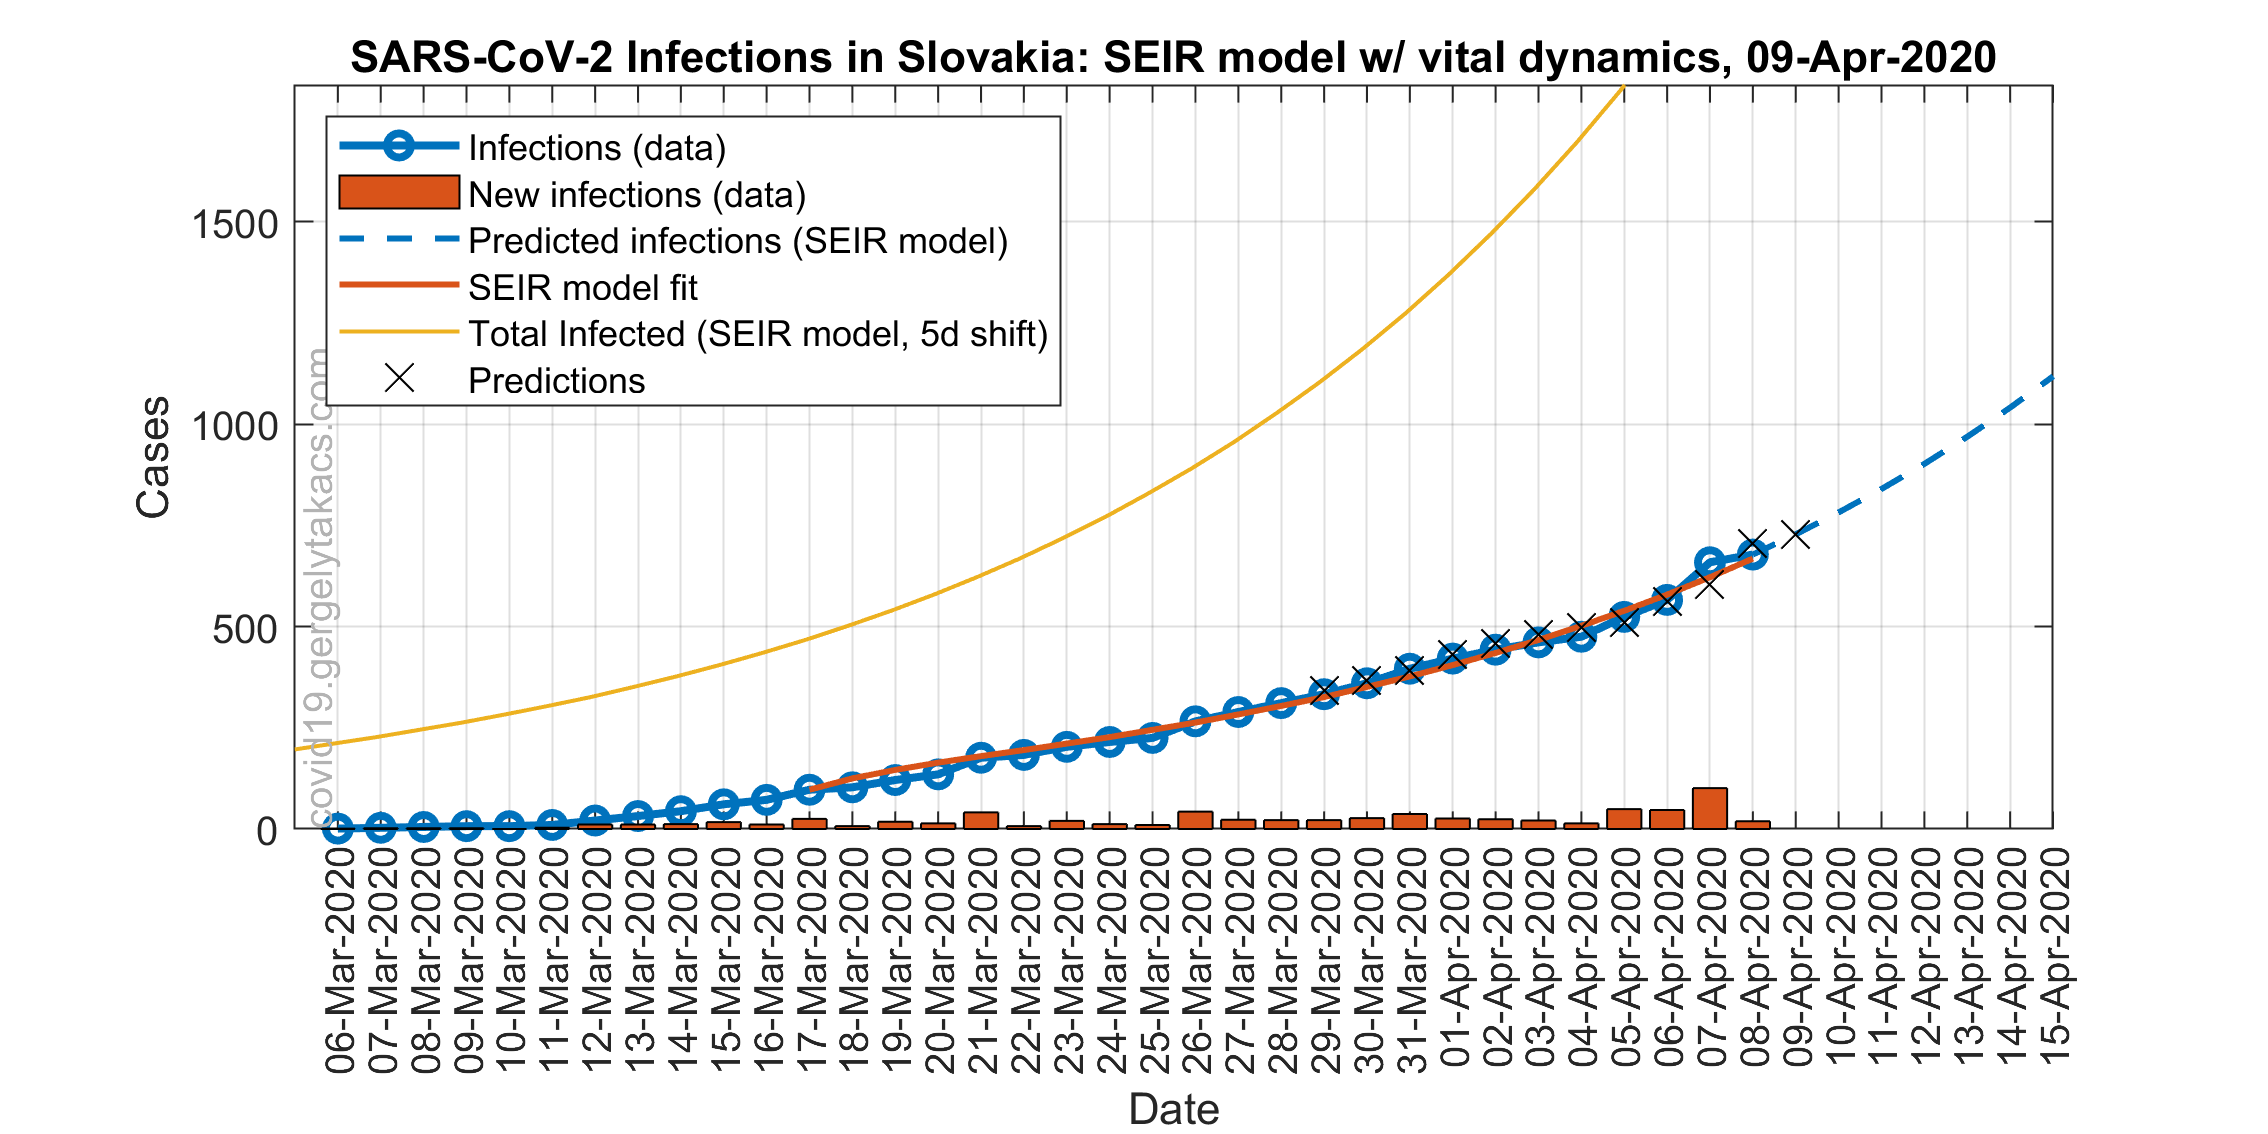 SARS-CoV-2 Infections in Slovakia: SEIR model w/ vital dynamics, 09-Apr-2020
Infections (data)
New infections (data)
Predicted infections (SEIR model)
SEIR model fit
Total Infected (SEIR model, 5d shift)
Predictions
covid19.gergelytakacs.com
Cases
1500
1000
500
0
06-Mar-2020
07-Mar-2020
08-Mar-2020
09-Mar-2020
10-Mar-2020
11-Mar-2020
12-Mar-2020
13-Mar-2020
14-Mar-2020
15-Mar-2020
16-Mar-2020
17-Mar-2020
18-Mar-2020
19-Mar-2020
20-Mar-2020
21-Mar-2020
22-Mar-2020
23-Mar-2020
24-Mar-2020
25-Mar-2020
26-Mar-2020
27-Mar-2020
28-Mar-2020
29-Mar-2020
30-Mar-2020
31-Mar-2020
01-Apr-2020
02-Apr-2020
03-Apr-2020
04-Apr-2020
05-Apr-2020
06-Apr-2020
07-Apr-2020
08-Apr-2020
09-Apr-2020
10-Apr-2020
11-Apr-2020
12-Apr-2020
13-Apr-2020
14-Apr-2020
15-Apr-2020
Date